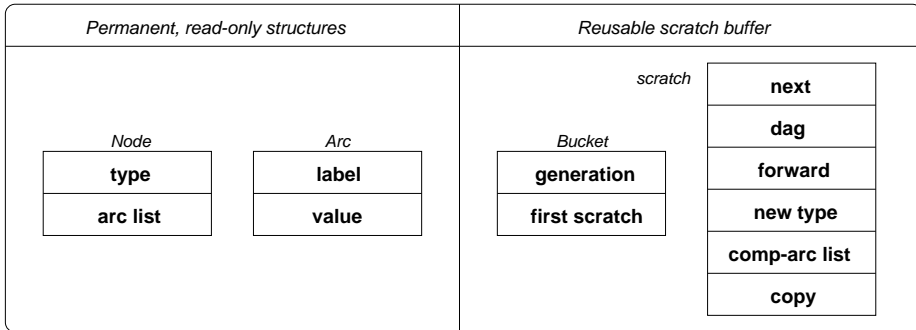 Permanent, read-only structures
Reusable scratch buffer
Node
type
arc list
Arc
label
value
Bucket
generation
first scratch
scratch
next
dag
forward
new type
comp-arc list
copy